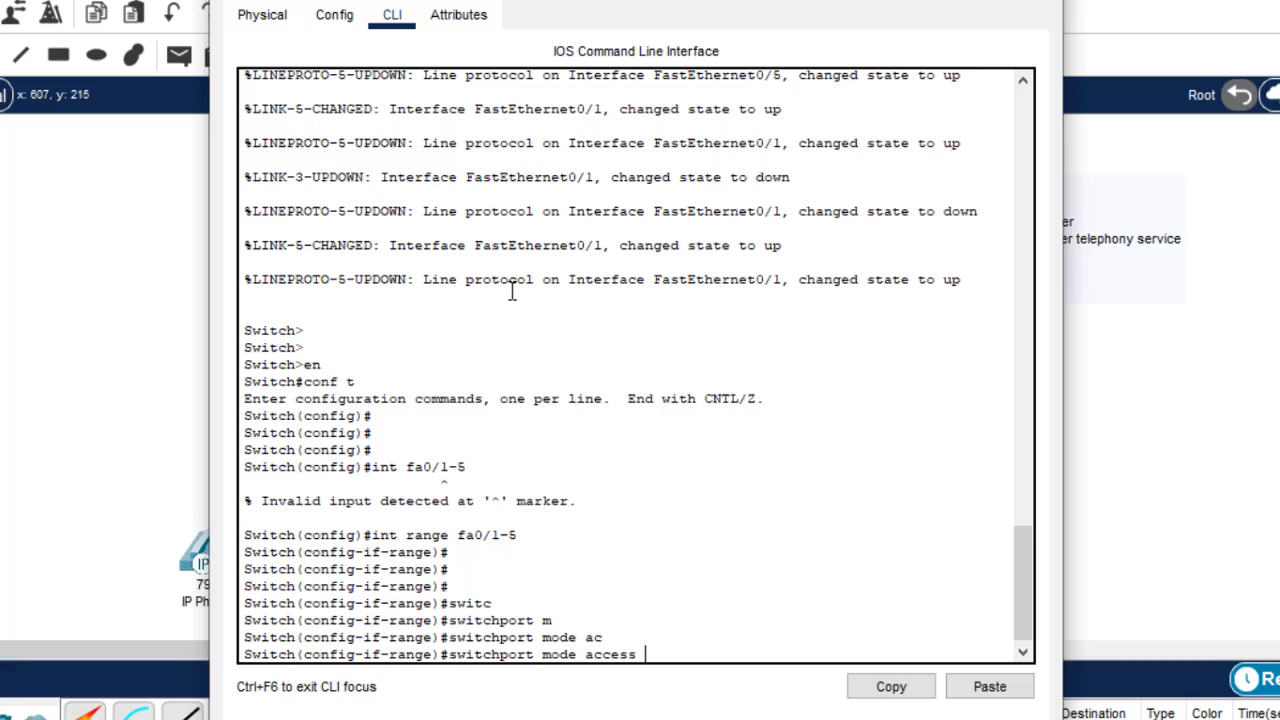 Physical Config CLI Attributes
IOS Command Line Interface
x: 607, y: 215
Root
%LINEPROTO-5-UPDOWN: Line protocol on Interface FastEthernet0/5, changed state to up
%LINK-5-CHANGED: Interface FastEthernet0/1, changed state to up
%LINEPROTO-5-UPDOWN: Line protocol on Interface FastEthernet0/1, changed state to up
%LINK-3-UPDOWN: Interface FastEthernet0/1, changed state to down
%LINEPROTO-5-UPDOWN: Line protocol on Interface FastEthernet0/1, changed state to down
%LINK-5-CHANGED: Interface FastEthernet0/1, changed state to up
%LINEPROTO-5-UPDOWN: Line protocol on Interface FastEthernet0/1, changed state to up
er telephony service
Switch>
Switch>
Switch>en
Switch#conf t
Enter configuration commands, one per line.  End with CNTL/Z.
Switch(config)#
Switch(config)#
Switch(config)#
Switch(config)#int fa0/1-5
^
% Invalid input detected at '^' marker.
Switch(config)#int range fa0/1-5
Switch(config-if-range)#
Switch(config-if-range)#
Switch(config-if-range)#
Switch(config-if-range)#switc
Switch(config-if-range)#switchport m
Switch(config-if-range)#switchport mode ac
Switch(config-if-range)#switchport mode access
IP
79
IP Ph
Ctrl+F6 to exit CLI focus
Copy
Paste
Re
Destination Type Color Time(se